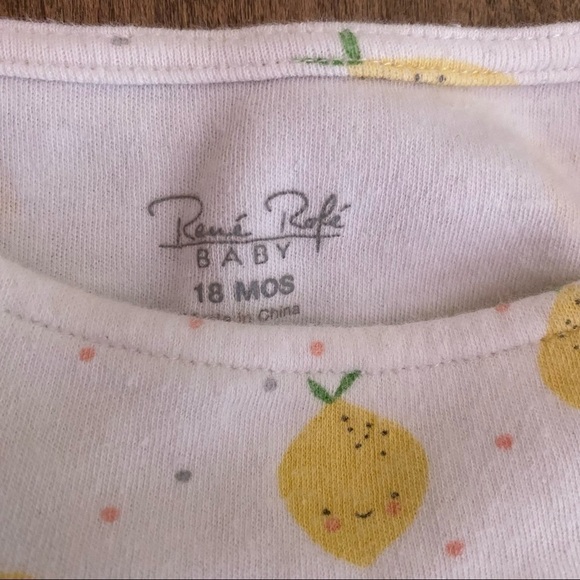 René Rofé
BABY
18 MOS
Made in China